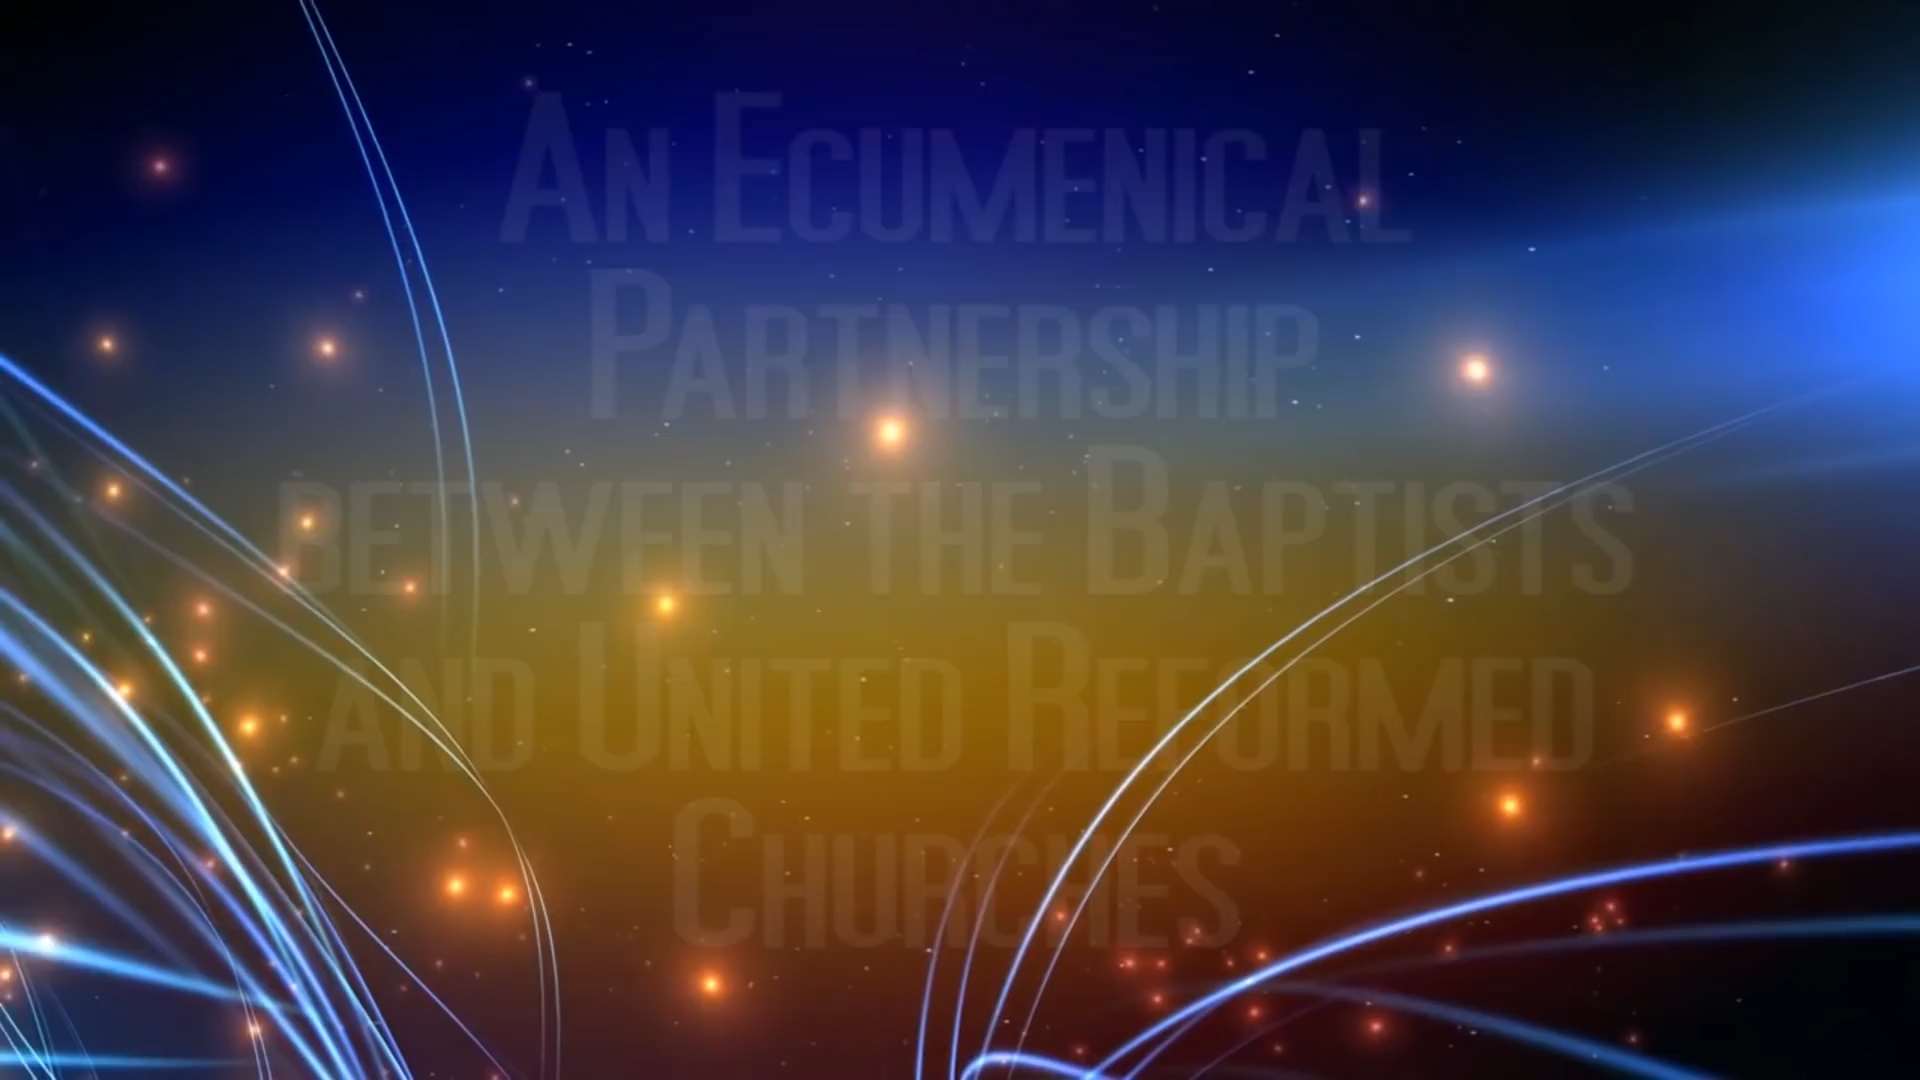 An Ecumenical
Partnership
between the Baptists
and United Reformed
Churches